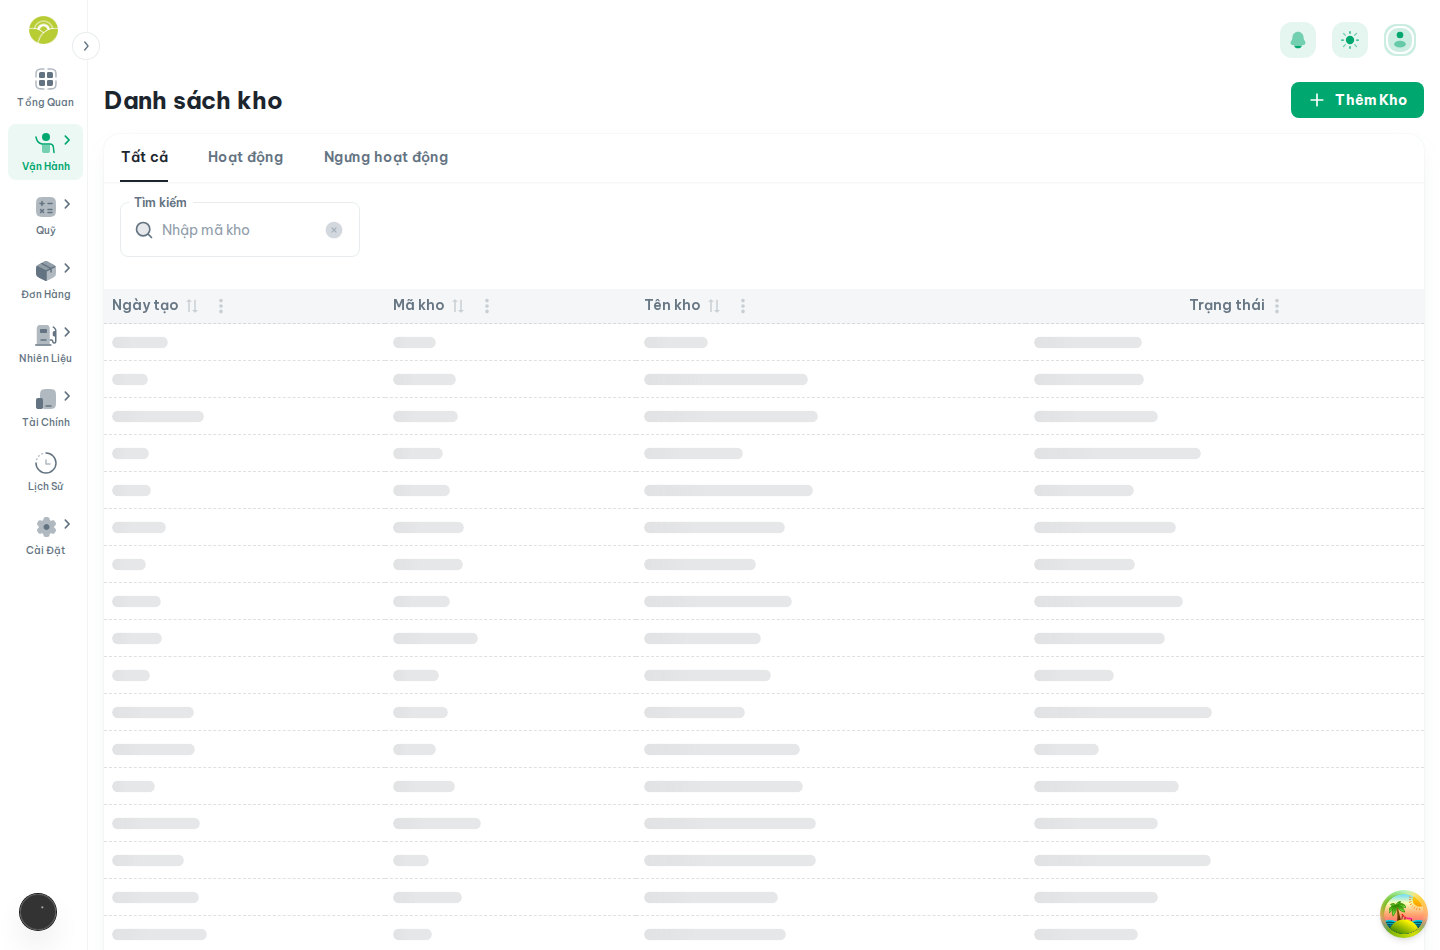 Tổng Quan
Vận Hành
Quỹ
Đơn Hàng
Nhiên Liệu
Tài Chính
Lịch Sử
Cài Đặt
Danh sách kho
Thêm Kho
Tất cả
Hoạt động
Ngưng hoạt động
Tìm kiếm
Nhập mã kho
Ngày tạo
Mã kho
Tên kho
Trạng thái